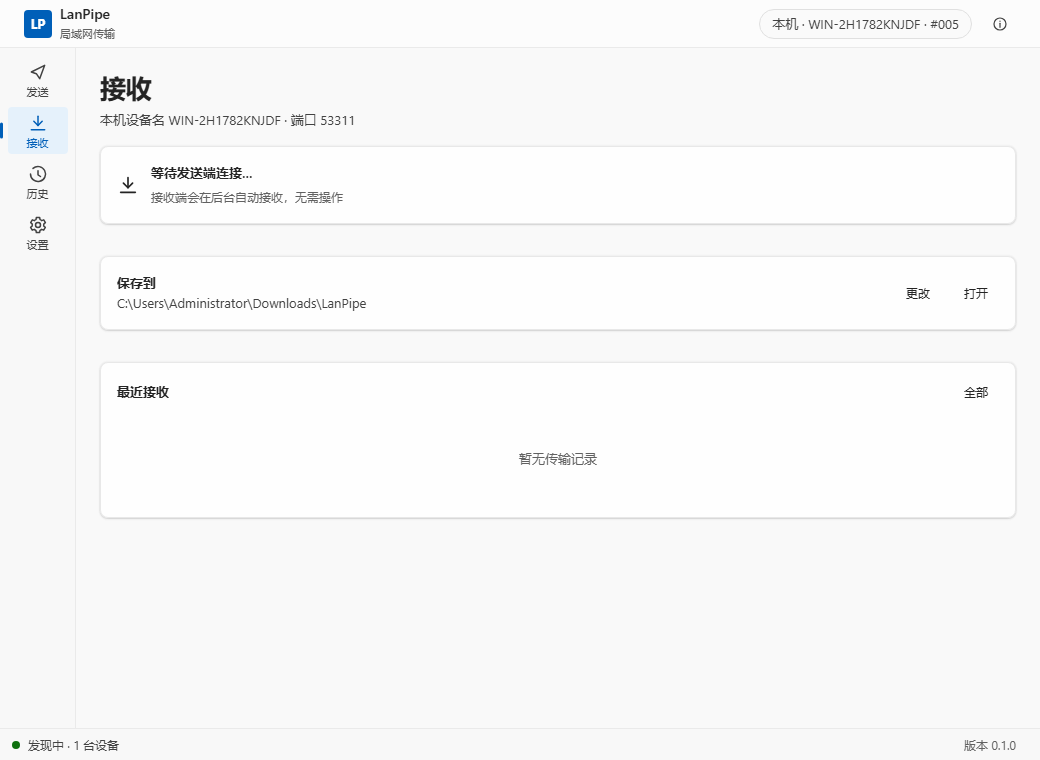 LP
LanPipe
局域网传输
本机 · WIN-2H1782KNJDF · #005
发送
接收
历史
设置
接收
本机设备名 WIN-2H1782KNJDF · 端口 53311
等待发送端连接...
接收端会在后台自动接收，无需操作
保存到
C:\Users\Administrator\Downloads\LanPipe
更改
打开
最近接收
全部
暂无传输记录
发现中 · 1 台设备
版本 0.1.0